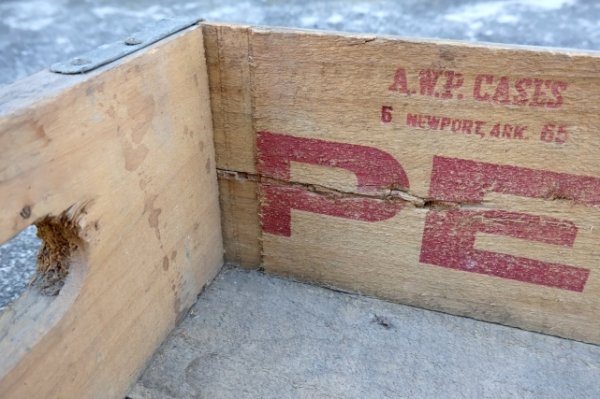 A.W.P. CASES
6 NEWPORT, ARK. 65
PE